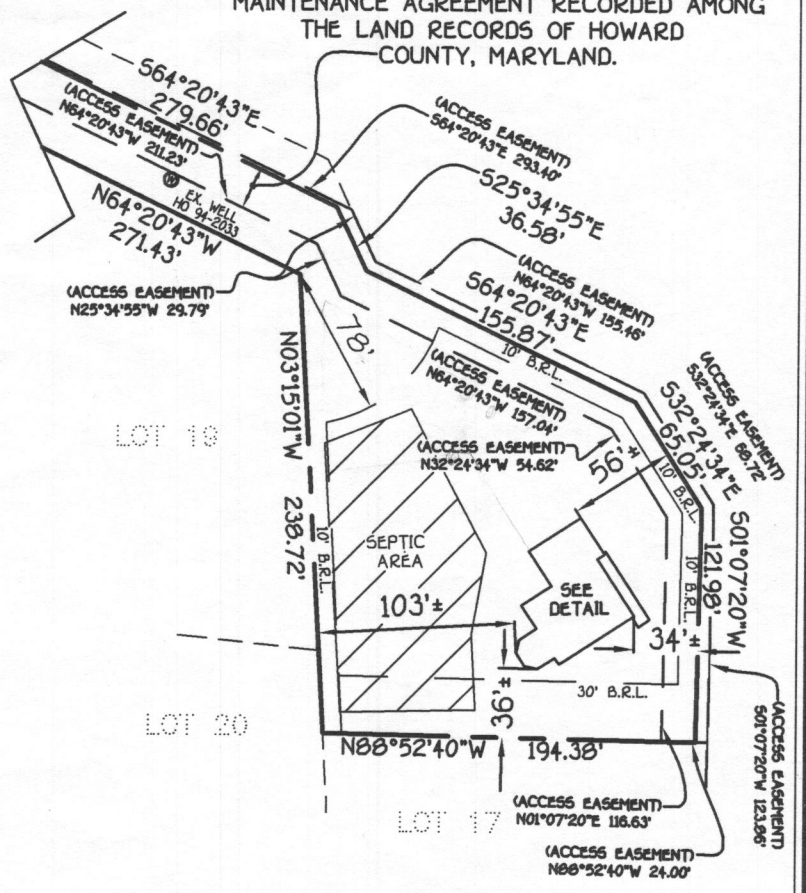 MAINTENANCE AGREEMENT RECORDED AMONG
THE LAND RECORDS OF HOWARD
COUNTY, MARYLAND.
S64°20'43"E
279.66'
(ACCESS EASEMENT)
N64°20'43"W 211.23'
(ACCESS EASEMENT)
S64°20'43"E 293.40'
S25°34'55"E
36.58'
W
EX. WELL
HO 94-2033
N64°20'43"W
271.43'
(ACCESS EASEMENT)
N64°20'43"W 155.46'
S64°20'43"E
155.87'
10' B.R.L.
(ACCESS EASEMENT)
N25°34'55"W 29.79'
78'
(ACCESS EASEMENT)
N64°20'43"W 157.04'
(ACCESS EASEMENT)
S32°24'34"E 68.72'
S32°24'34"E
65.05'
10' B.R.L.
N03°15'01"W 238.72'
10' B.R.L.
LOT 19
(ACCESS EASEMENT)
N32°24'34"W 54.62'
56'±
SEPTIC
AREA
S01°07'20"W
121.98'
10' B.R.L.
SEE
DETAIL
103'±
34'±
36'±
30' B.R.L.
LOT 20
N88°52'40"W 194.38'
(ACCESS EASEMENT)
S01°07'20"W 123.86'
(ACCESS EASEMENT)
N01°07'20"E 116.63'
LOT 17
(ACCESS EASEMENT)
N88°52'40"W 24.00'